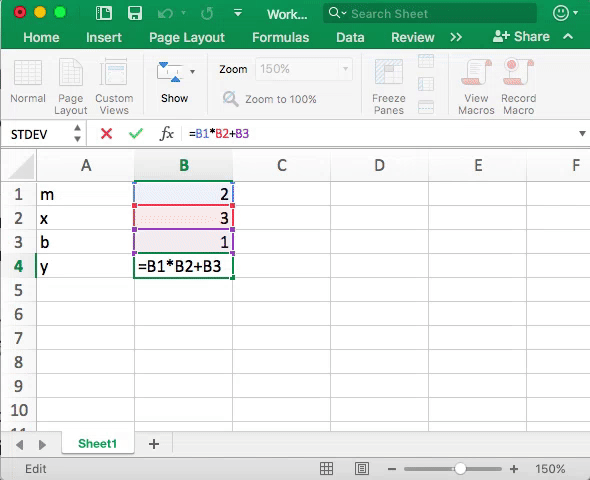 Work... Search Sheet
Home Insert Page Layout Formulas Data Review >> Share
Normal Page Layout Custom Views Show Zoom 150% Zoom to 100% Freeze Panes View Macros Record Macro
STDEV fx =B1*B2+B3
A B C D E F
1 m 2
2 x 3
3 b 1
4 y =B1*B2+B3
5
6
7
8
9
10
11
Sheet1 +
Edit 150%